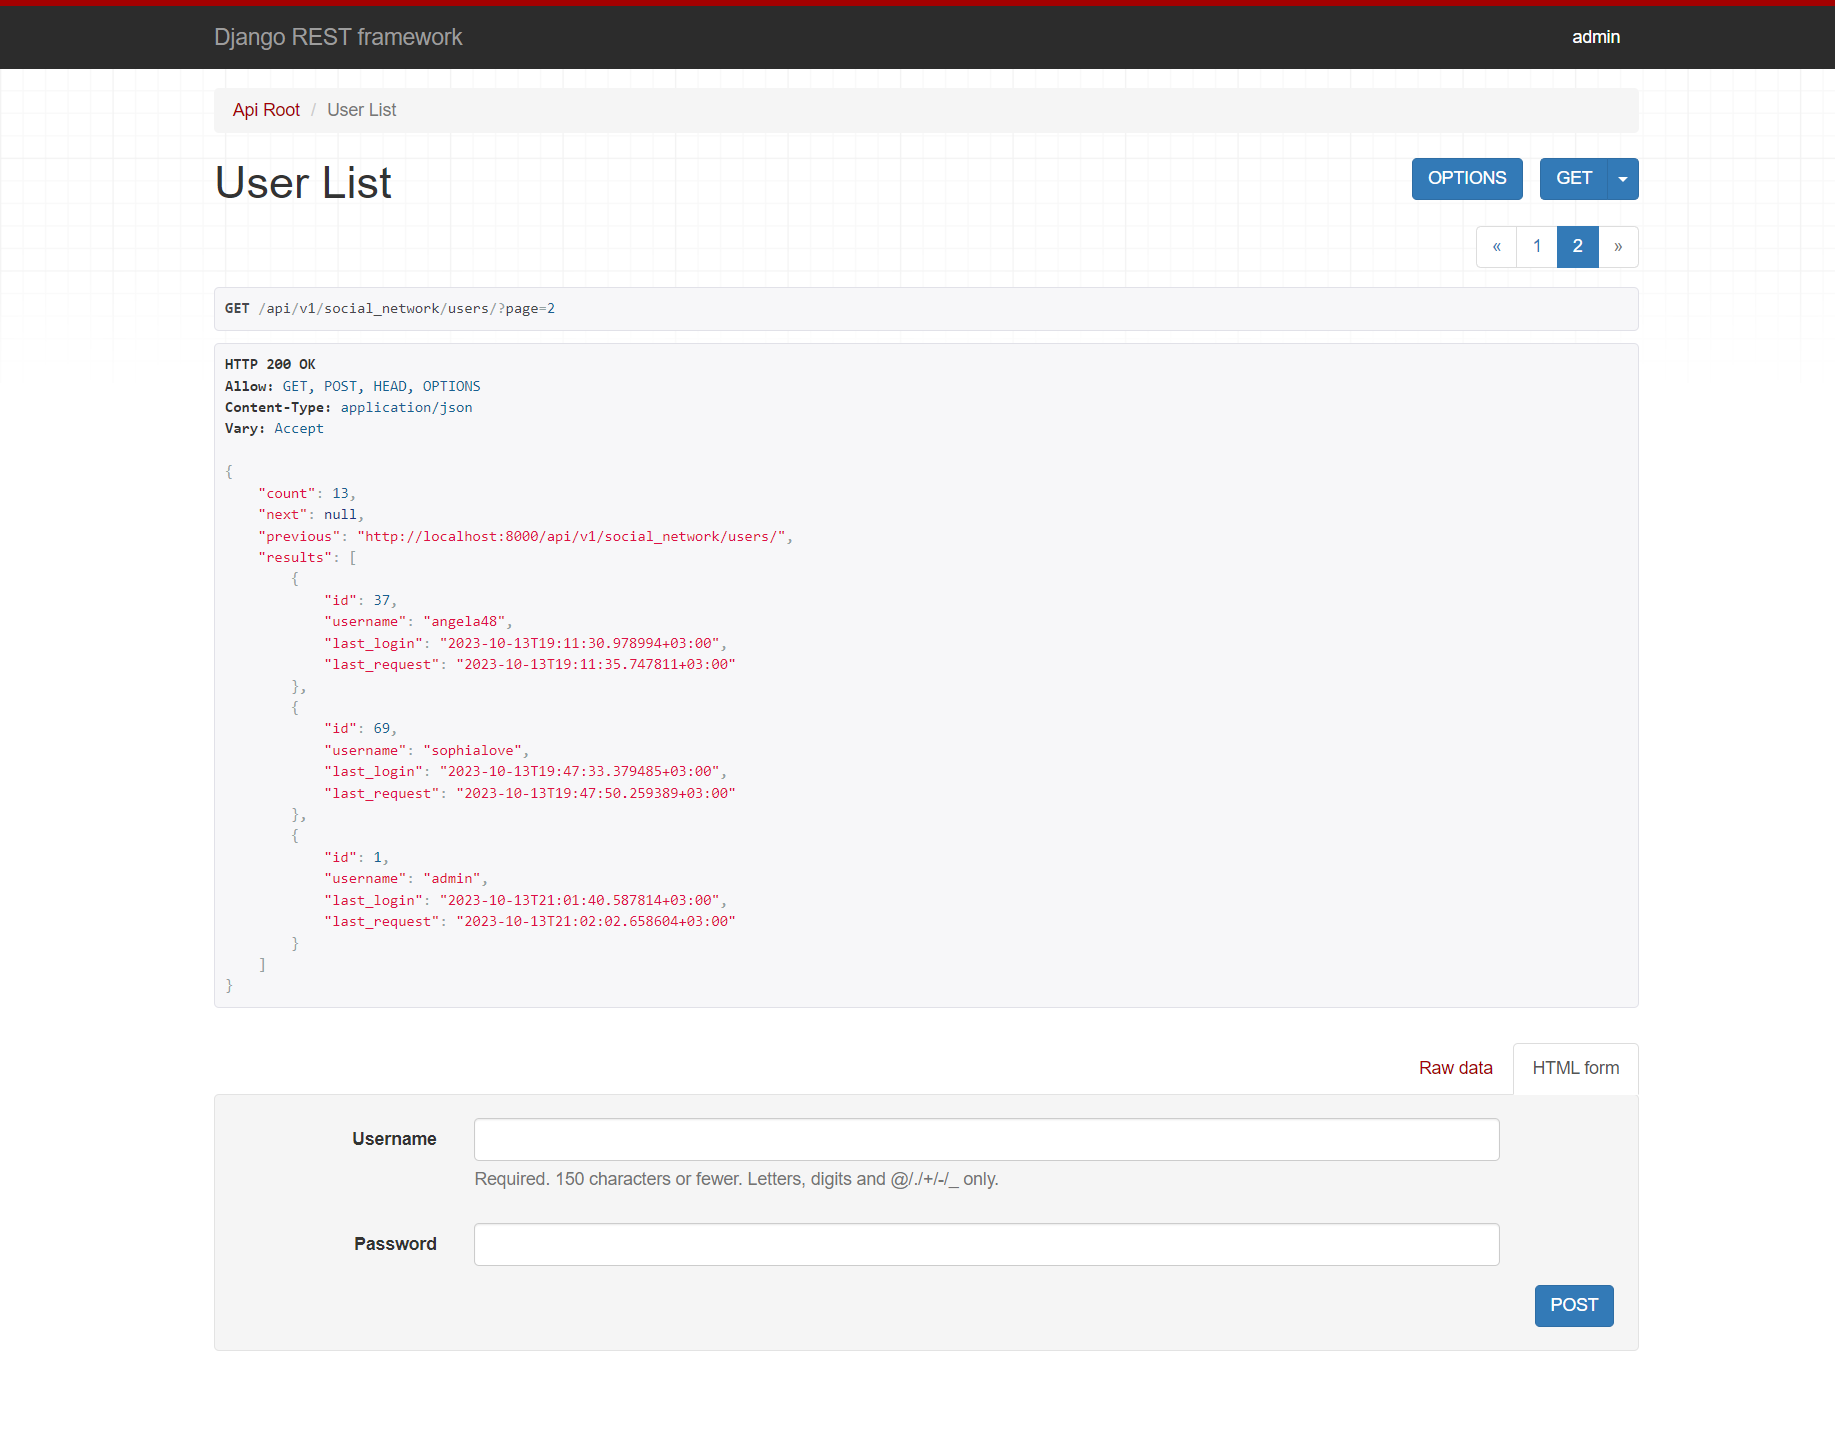 Django REST framework
admin
Api Root / User List
User List
OPTIONS
GET
« 1 2 »
GET /api/v1/social_network/users/?page=2
HTTP 200 OK
Allow: GET, POST, HEAD, OPTIONS
Content-Type: application/json
Vary: Accept
{
    "count": 13,
    "next": null,
    "previous": "http://localhost:8000/api/v1/social_network/users/",
    "results": [
        {
            "id": 37,
            "username": "angela48",
            "last_login": "2023-10-13T19:11:30.978994+03:00",
            "last_request": "2023-10-13T19:11:35.747811+03:00"
        },
        {
            "id": 69,
            "username": "sophialove",
            "last_login": "2023-10-13T19:47:33.379485+03:00",
            "last_request": "2023-10-13T19:47:50.259389+03:00"
        },
        {
            "id": 1,
            "username": "admin",
            "last_login": "2023-10-13T21:01:40.587814+03:00",
            "last_request": "2023-10-13T21:02:02.658604+03:00"
        }
    ]
}
Raw data
HTML form
Username
Required. 150 characters or fewer. Letters, digits and @/./+/-/_ only.
Password
POST